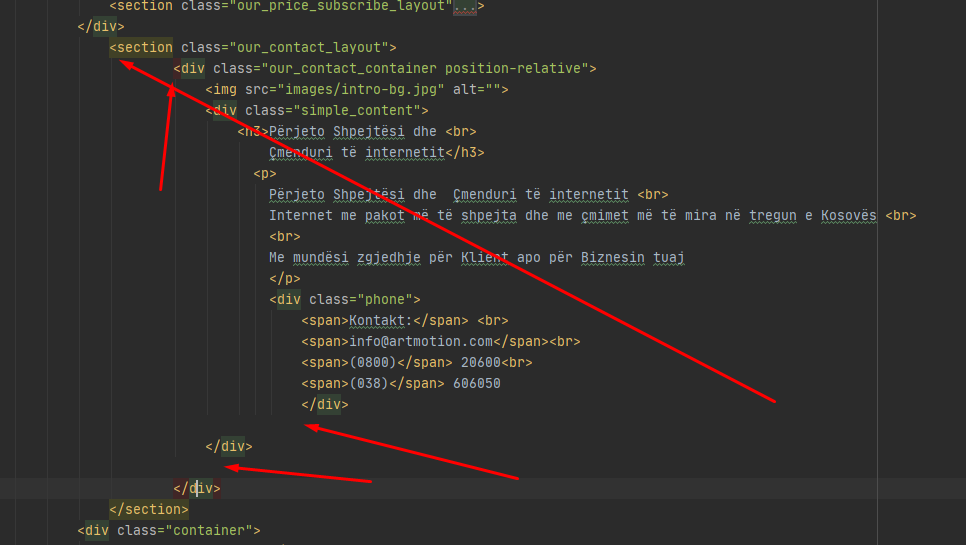 <section class="our_price_subscribe_layout"...>
</div>
<section class="our_contact_layout">
<div class="our_contact_container position-relative">
<img src="images/intro-bg.jpg" alt="">
<div class="simple_content">
<h3>Përjeto Shpejtësi dhe <br>
Çmenduri të internetit</h3>
<p>
Përjeto Shpejtësi dhe  Çmenduri të internetit <br>
Internet me pakot më të shpejta dhe me çmimet më të mira në tregun e Kosovës <br>
<br>
Me mundësi zgjedhje për Klient apo për Biznesin tuaj
</p>
<div class="phone">
<span>Kontakt:</span> <br>
<span>info@artmotion.com</span><br>
<span>(0800)</span> 20600<br>
<span>(038)</span> 606050
</div>
</div>
</div>
</section>
<div class="container">